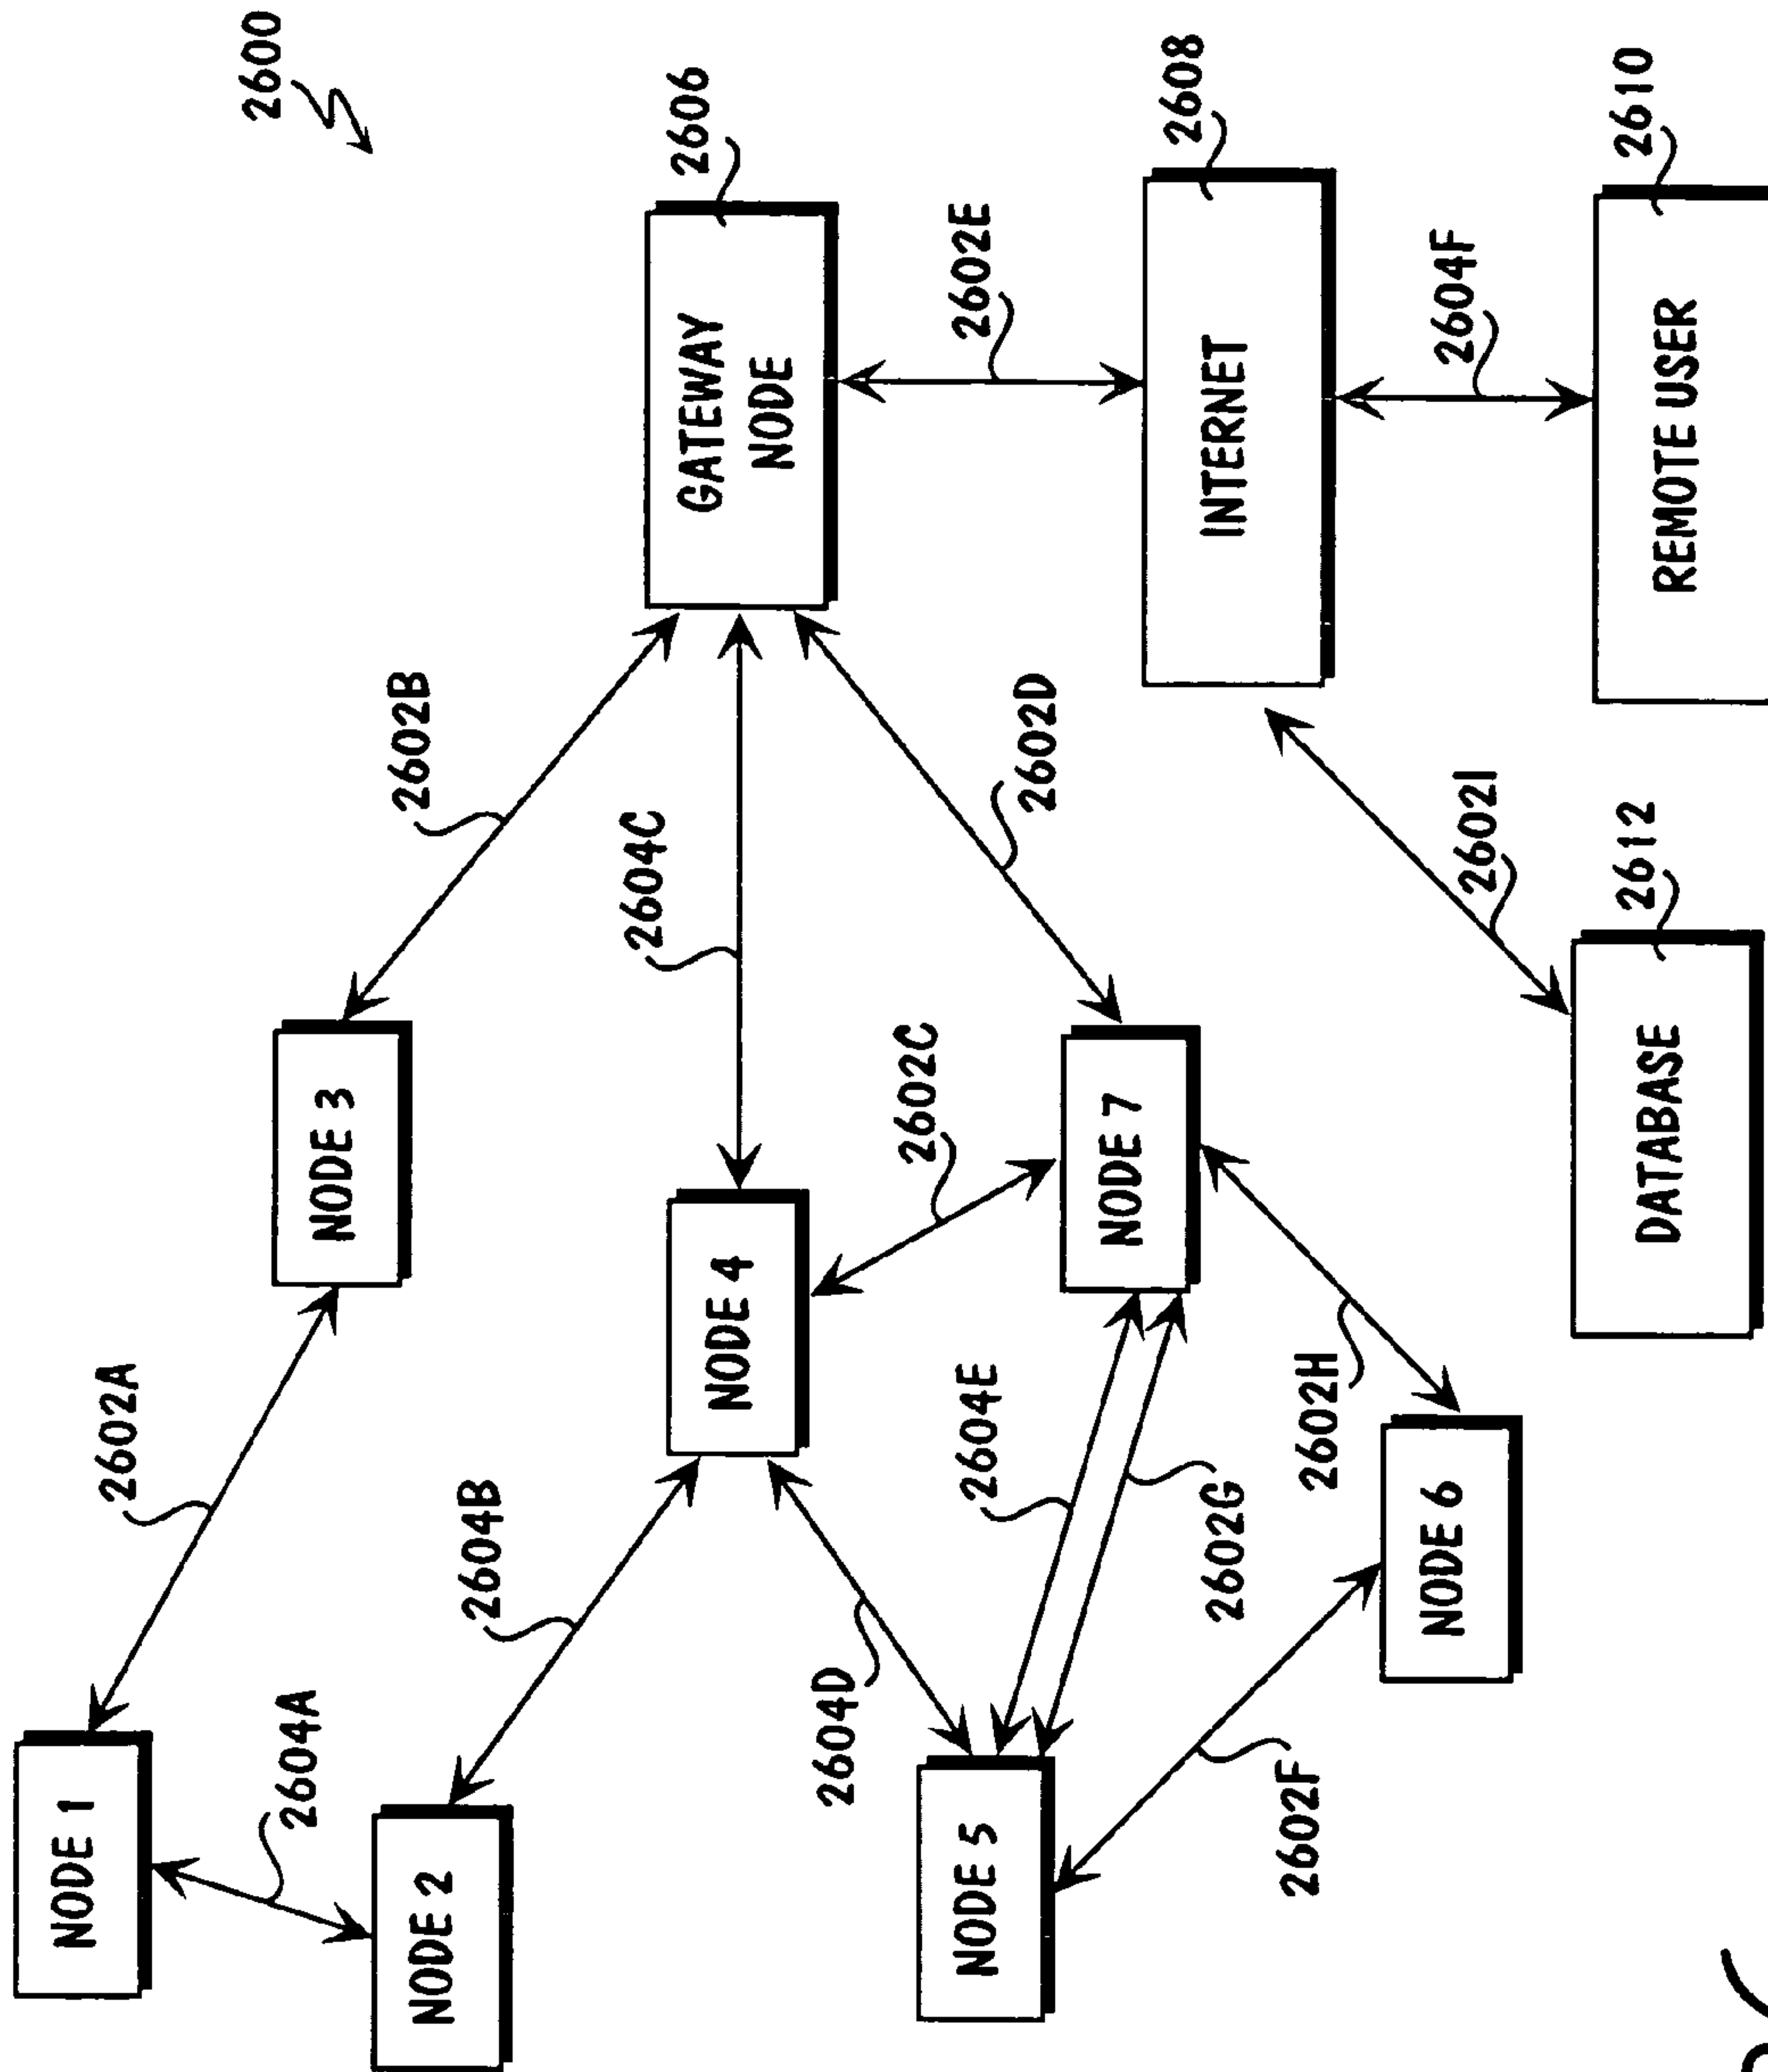 2600
NODE 1
2602A
NODE 3
2602B
GATEWAY
NODE
2606
2604A
NODE 2
2604B
NODE 4
2604C
2604D
2602C
2602D
2602E
NODE 5
2604E
2602G
NODE 7
INTERNET
2608
2602F
NODE 6
2602H
2602I
2604F
DATABASE
2612
REMOTE USER
2610